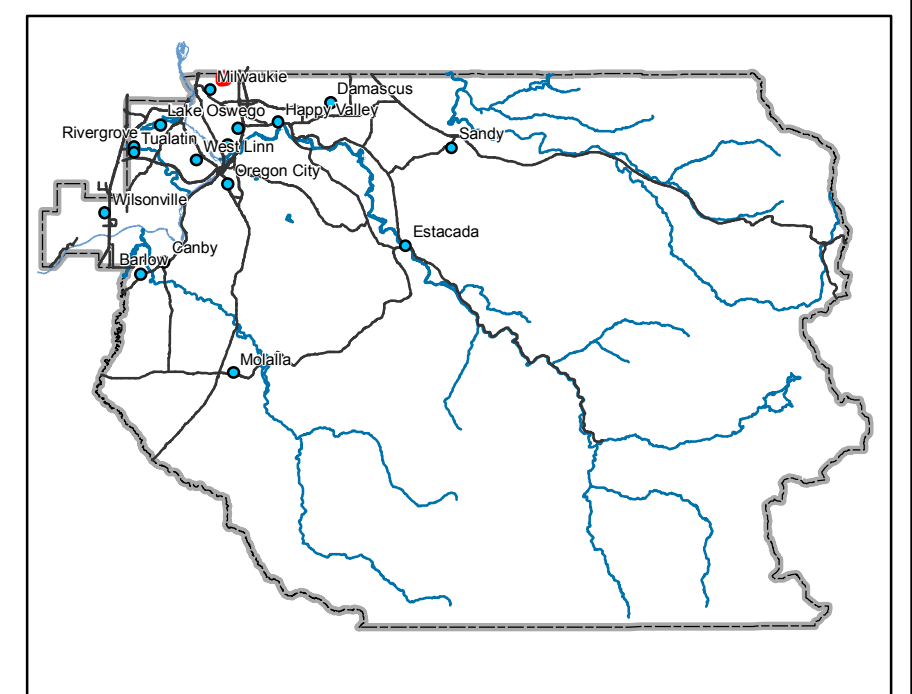 Milwaukie
Damascus
Lake Oswego
Happy Valley
Rivergrove
Tualatin
West Linn
Sandy
Oregon City
Wilsonville
Estacada
Canby
Barlow
Molalla